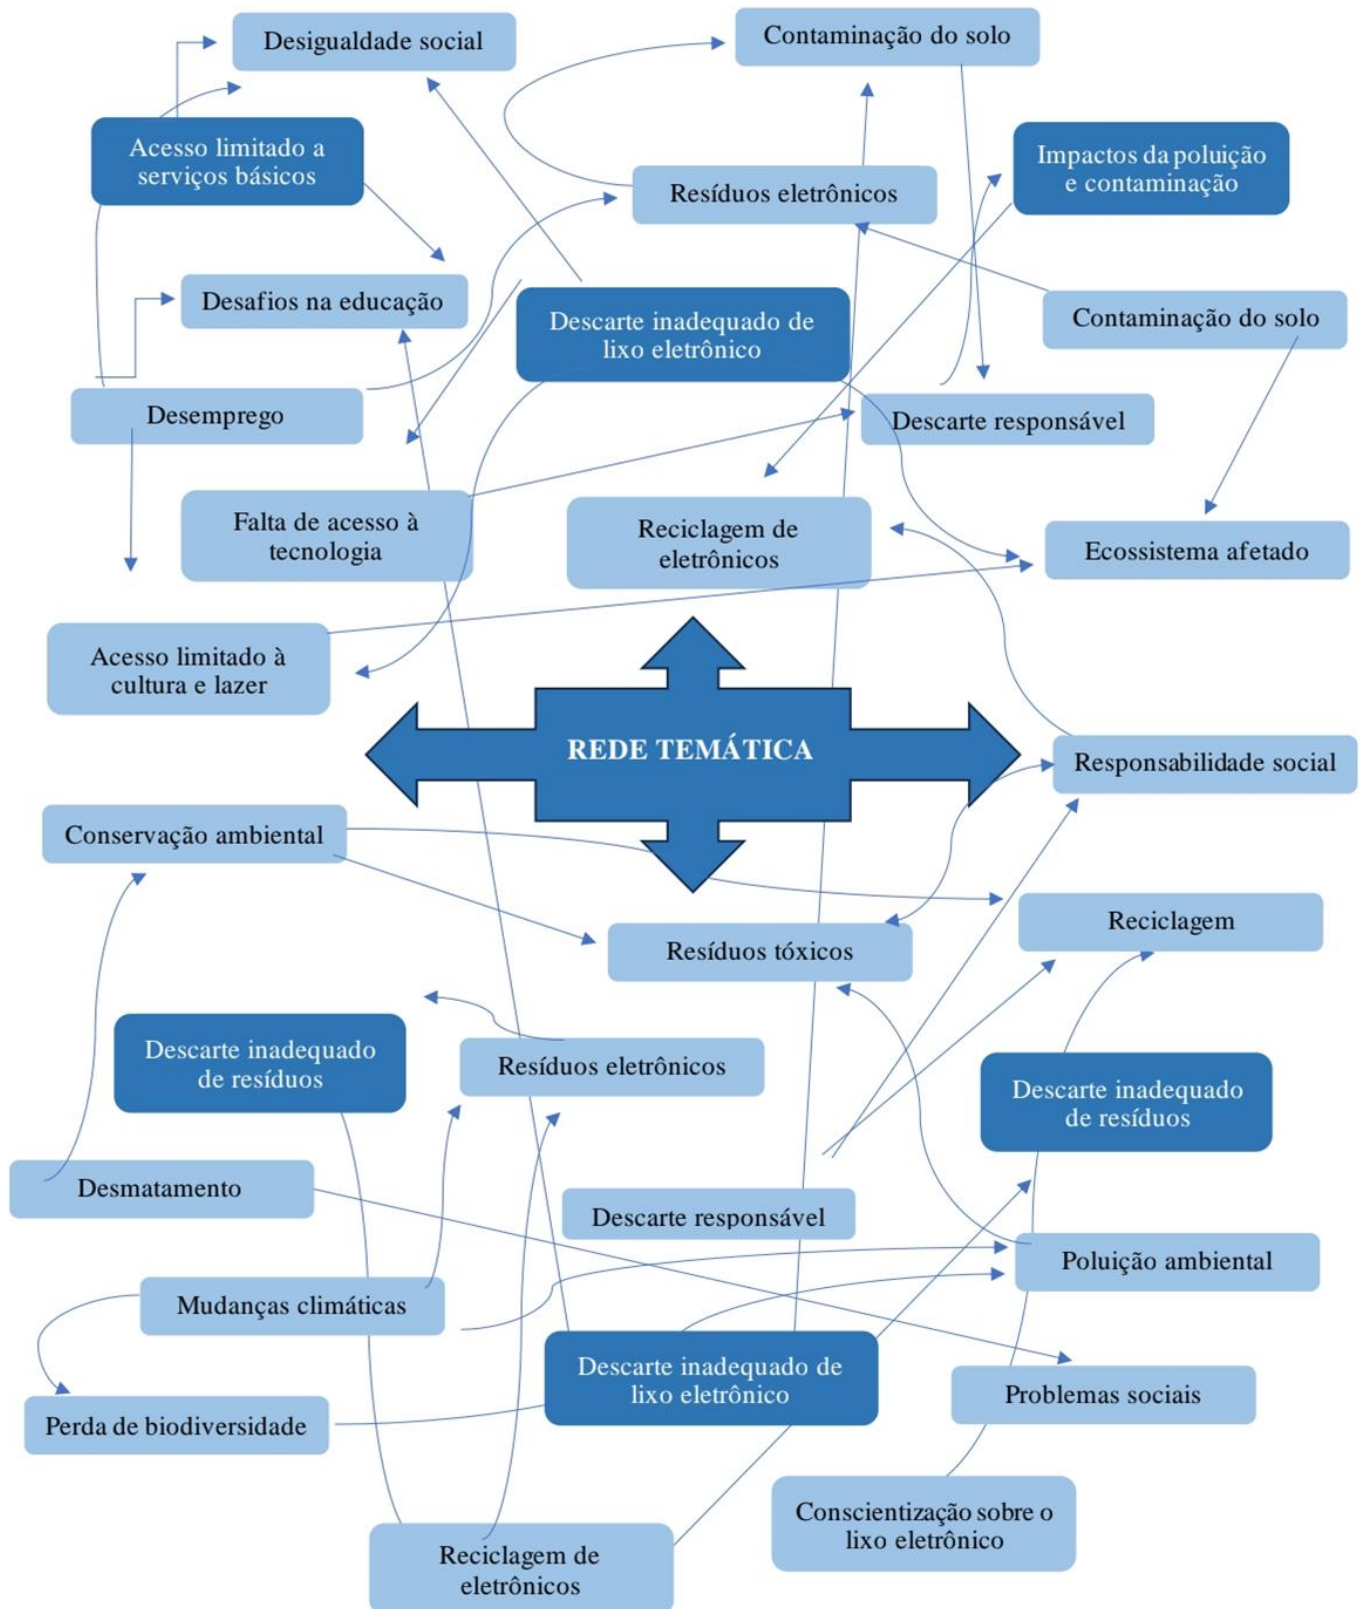 Desigualdade social
Contaminação do solo
Acesso limitado a
serviços básicos
Impactos da poluição
e contaminação
Resíduos eletrônicos
Desafios na educação
Descarte inadequado de
lixo eletrônico
Contaminação do solo
Desemprego
Descarte responsável
Falta de acesso à
tecnologia
Reciclagem de
eletrônicos
Ecossistema afetado
Acesso limitado à
cultura e lazer
REDE TEMÁTICA
Responsabilidade social
Conservação ambiental
Reciclagem
Resíduos tóxicos
Descarte inadequado
de resíduos
Resíduos eletrônicos
Descarte inadequado
de resíduos
Desmatamento
Descarte responsável
Poluição ambiental
Mudanças climáticas
Descarte inadequado de
lixo eletrônico
Problemas sociais
Perda de biodiversidade
Conscientização sobre o
lixo eletrônico
Reciclagem de
eletrônicos